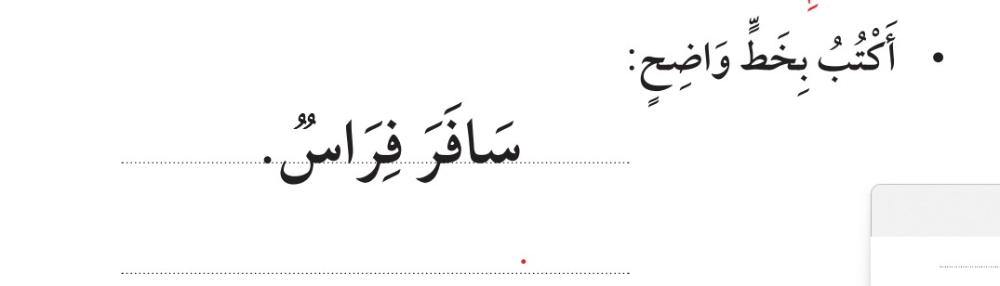 • أَكْتُبُ بِخَطٍّ وَاضِحٍ:
سَافَرَ فِرَاسٌ.